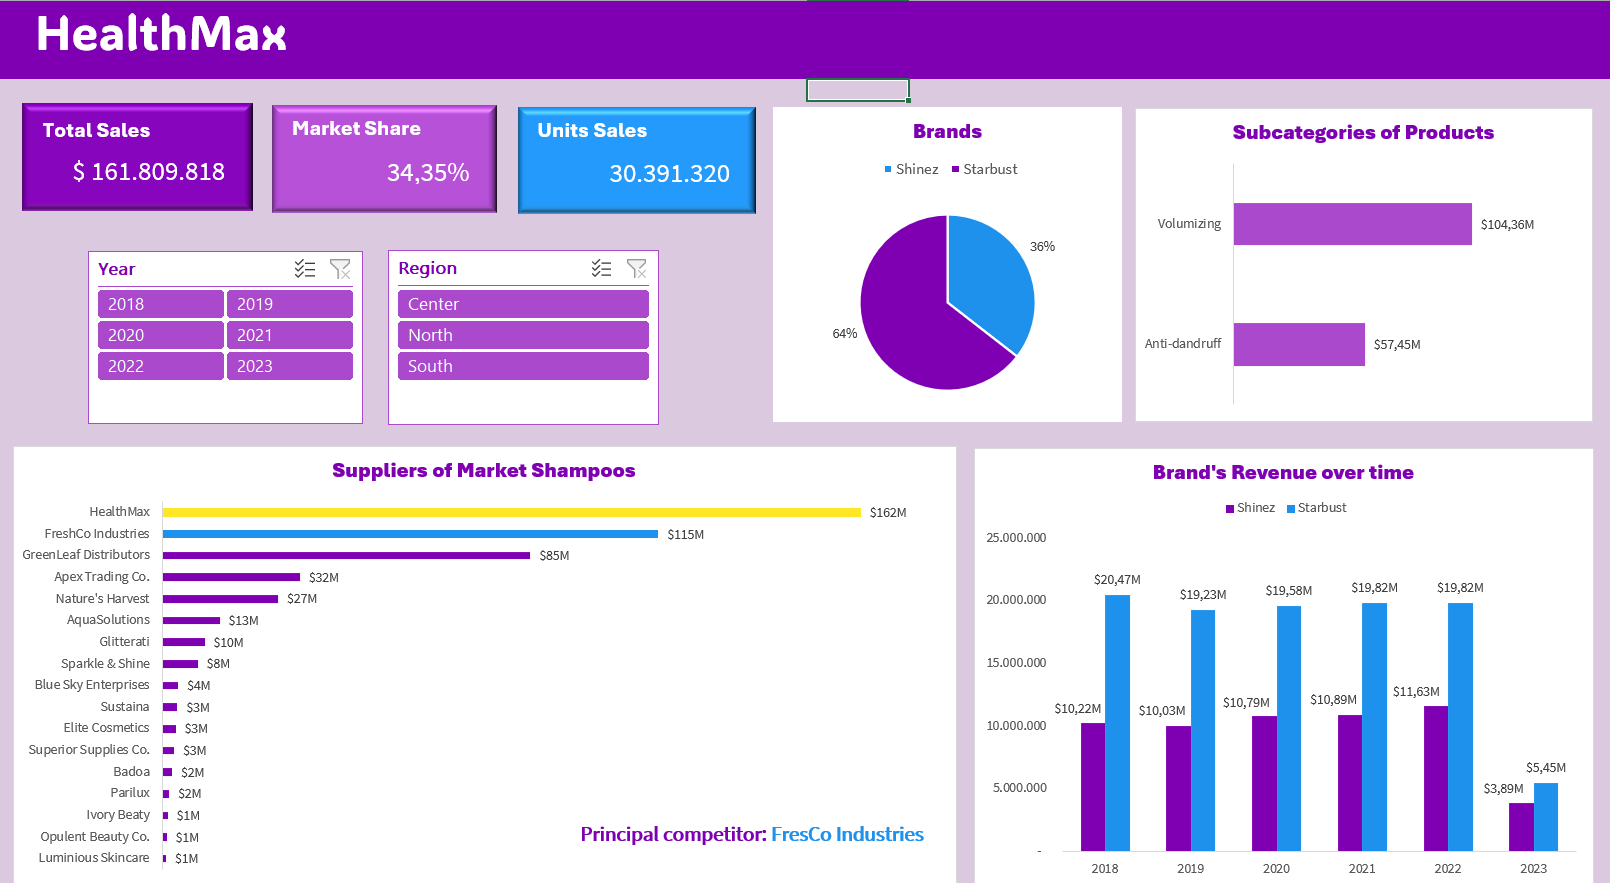 HealthMax
Total Sales
$ 161.809.818
Market Share
34,35%
Units Sales
30.391.320
Year
2018
2019
2020
2021
2022
2023
Region
Center
North
South
Brands
Shinez
Starbust
36%
64%
Subcategories of Products
Volumizing
$104,36M
Anti-dandruff
$57,45M
Suppliers of Market Shampoos
HealthMax
$162M
FreshCo Industries
$115M
GreenLeaf Distributors
$85M
Apex Trading Co.
$32M
Nature's Harvest
$27M
AquaSolutions
$13M
Glitterati
$10M
Sparkle & Shine
$8M
Blue Sky Enterprises
$4M
Sustaina
$3M
Elite Cosmetics
$3M
Superior Supplies Co.
$3M
Badoa
$2M
Parilux
$2M
Ivory Beaty
$1M
Opulent Beauty Co.
$1M
Luminious Skincare
$1M
Principal competitor: FresCo Industries
Brand's Revenue over time
Shinez
Starbust
25.000.000
20.000.000
15.000.000
10.000.000
5.000.000
-
$10,22M
$20,47M
$10,03M
$19,23M
$10,79M
$19,58M
$10,89M
$19,82M
$11,63M
$19,82M
$3,89M
$5,45M
2018
2019
2020
2021
2022
2023